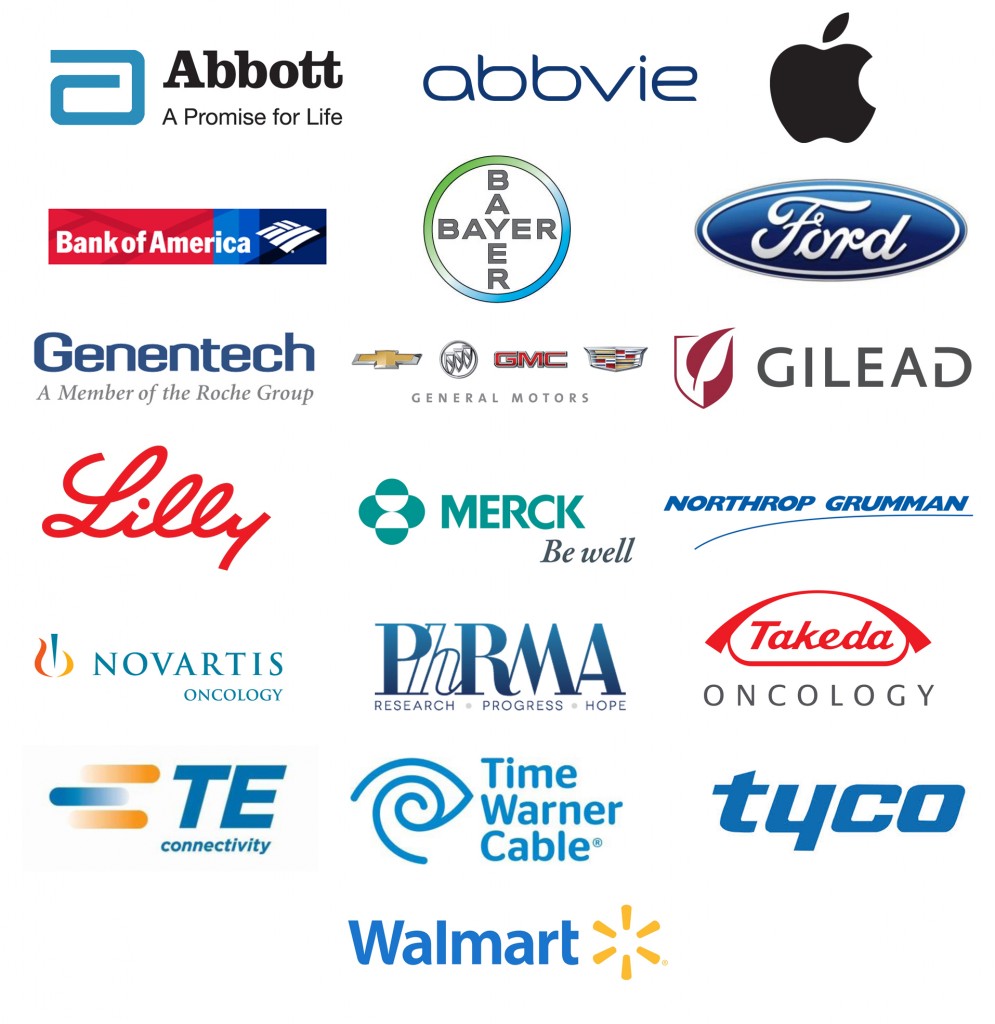 Abbott
A Promise for Life
abbvie
Bank of America
BAYER
BAYER
Ford
Genentech
A Member of the Roche Group
GMC
GENERAL MOTORS
GILEAD
Lilly
MERCK
Be well
NORTHROP GRUMMAN
NOVARTIS
ONCOLOGY
PhRMA
RESEARCH • PROGRESS • HOPE
Takeda
ONCOLOGY
TE
connectivity
Time
Warner
Cable®
tyco
Walmart